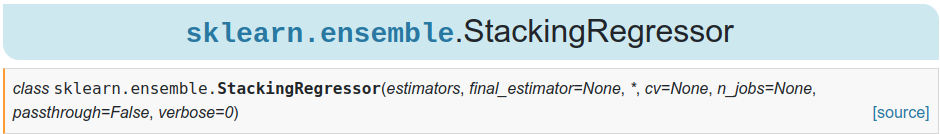 sklearn.ensemble.StackingRegressor
class sklearn.ensemble.StackingRegressor(estimators, final_estimator=None, *, cv=None, n_jobs=None,
passthrough=False, verbose=0) [source]